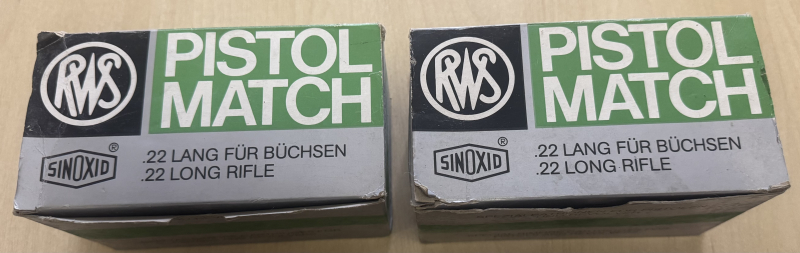 RWS
PISTOL
MATCH
SINOXID®
.22 LANG FÜR BÜCHSEN
.22 LONG RIFLE
RWS
PISTOL
MATCH
SINOXID®
.22 LANG FÜR BÜCHSEN
.22 LONG RIFLE